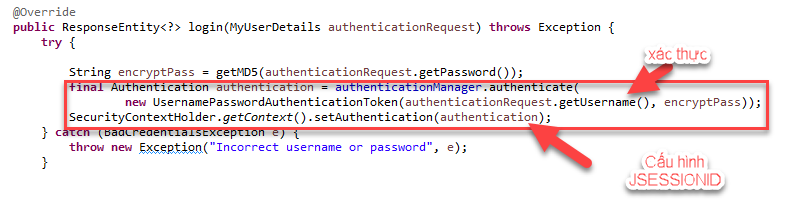 @Override
public ResponseEntity<?> login(MyUserDetails authenticationRequest) throws Exception {
try {
xác thực
String encryptPass = getMD5(authenticationRequest.getPassword());
final Authentication authentication = authenticationManager.authenticate(
new UsernamePasswordAuthenticationToken(authenticationRequest.getUsername(), encryptPass));
SecurityContextHolder.getContext().setAuthentication(authentication);
} catch (BadCredentialsException e) {
throw new Exception("Incorrect username or password", e);
}
Cấu hình
JSESSIONID